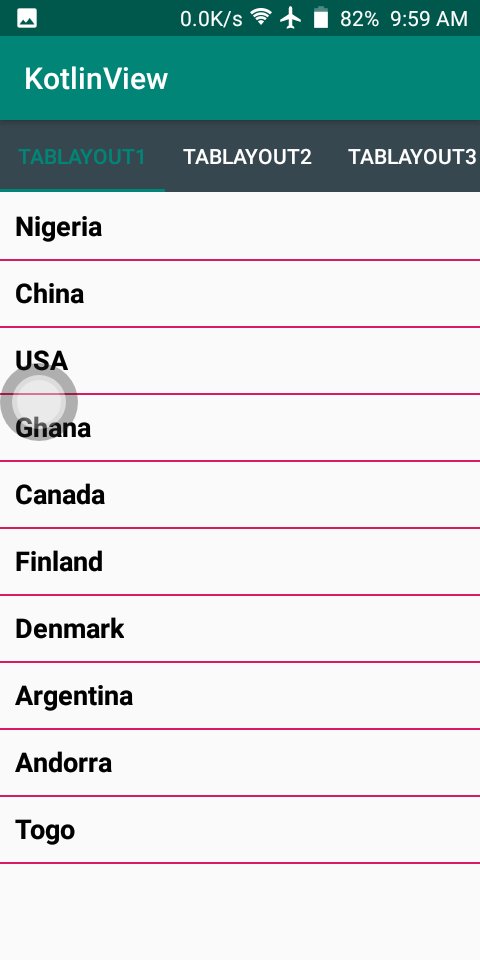 0.0K/s 82% 9:59 AM
KotlinView
TABLAYOUT1 TABLAYOUT2 TABLAYOUT3
Nigeria
China
USA
Ghana
Canada
Finland
Denmark
Argentina
Andorra
Togo